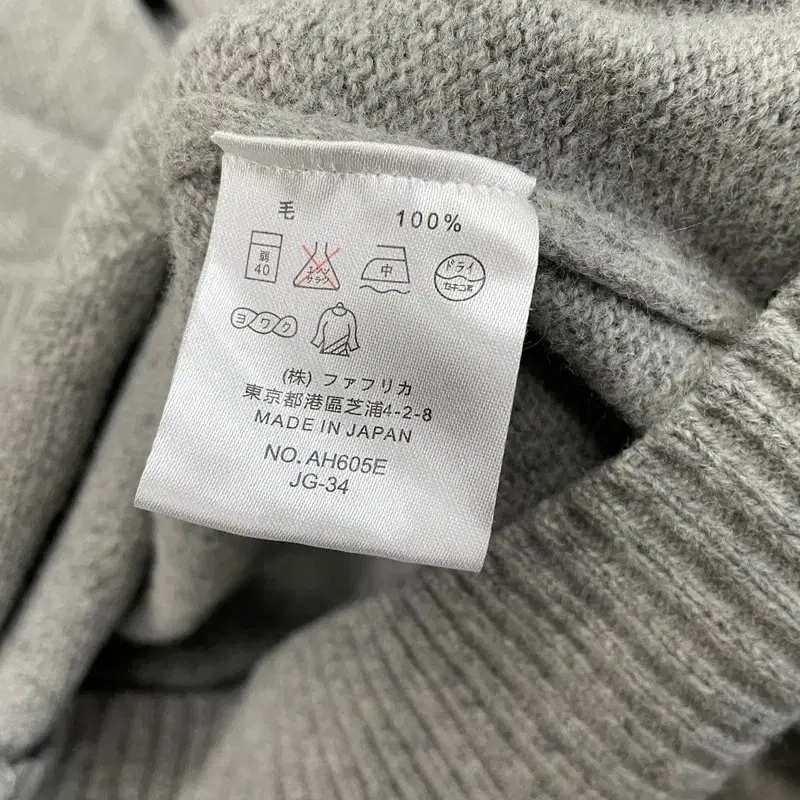 毛 100%
弱 40 エンソ サラシ 中 ドライ セキユ系
ヨワク
(株) ファフリカ
東京都港區芝浦4-2-8
MADE IN JAPAN
NO. AH605E
JG-34